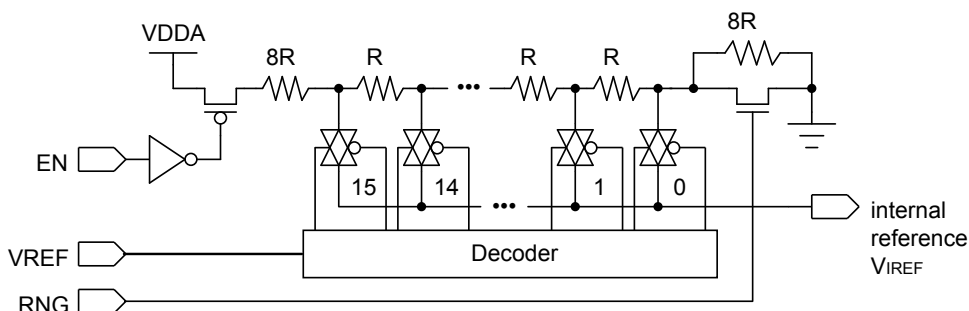 8R
VDDA
8R R R R
...
EN
15 14 1 0
...
internal
reference
VIREF
VREF
Decoder
RNG